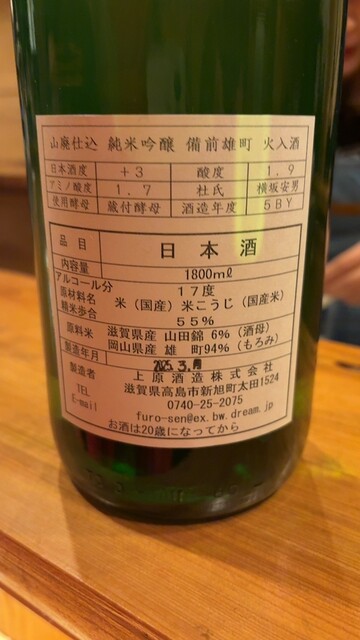 山廃仕込 純米吟醸 備前雄町 火入酒
日本酒度 +3 酸度 1.9
アミノ酸度 1.7 杜氏 横坂安男
使用酵母 蔵付酵母 酒造年度 5BY
品目 日本酒
内容量 1800mℓ
アルコール分 17度
原材料名 米(国産)米こうじ(国産米)
精米歩合 55%
原料米 滋賀県産 山田錦 6%(酒母)
岡山県産 雄 町94%(もろみ)
製造年月 2025.3.月
製造者 上原酒造株式会社
滋賀県高島市新旭町太田1524
TEL 0740-25-2075
E-mail furo-sen@ex.bw.dream.jp
お酒は20歳になってから